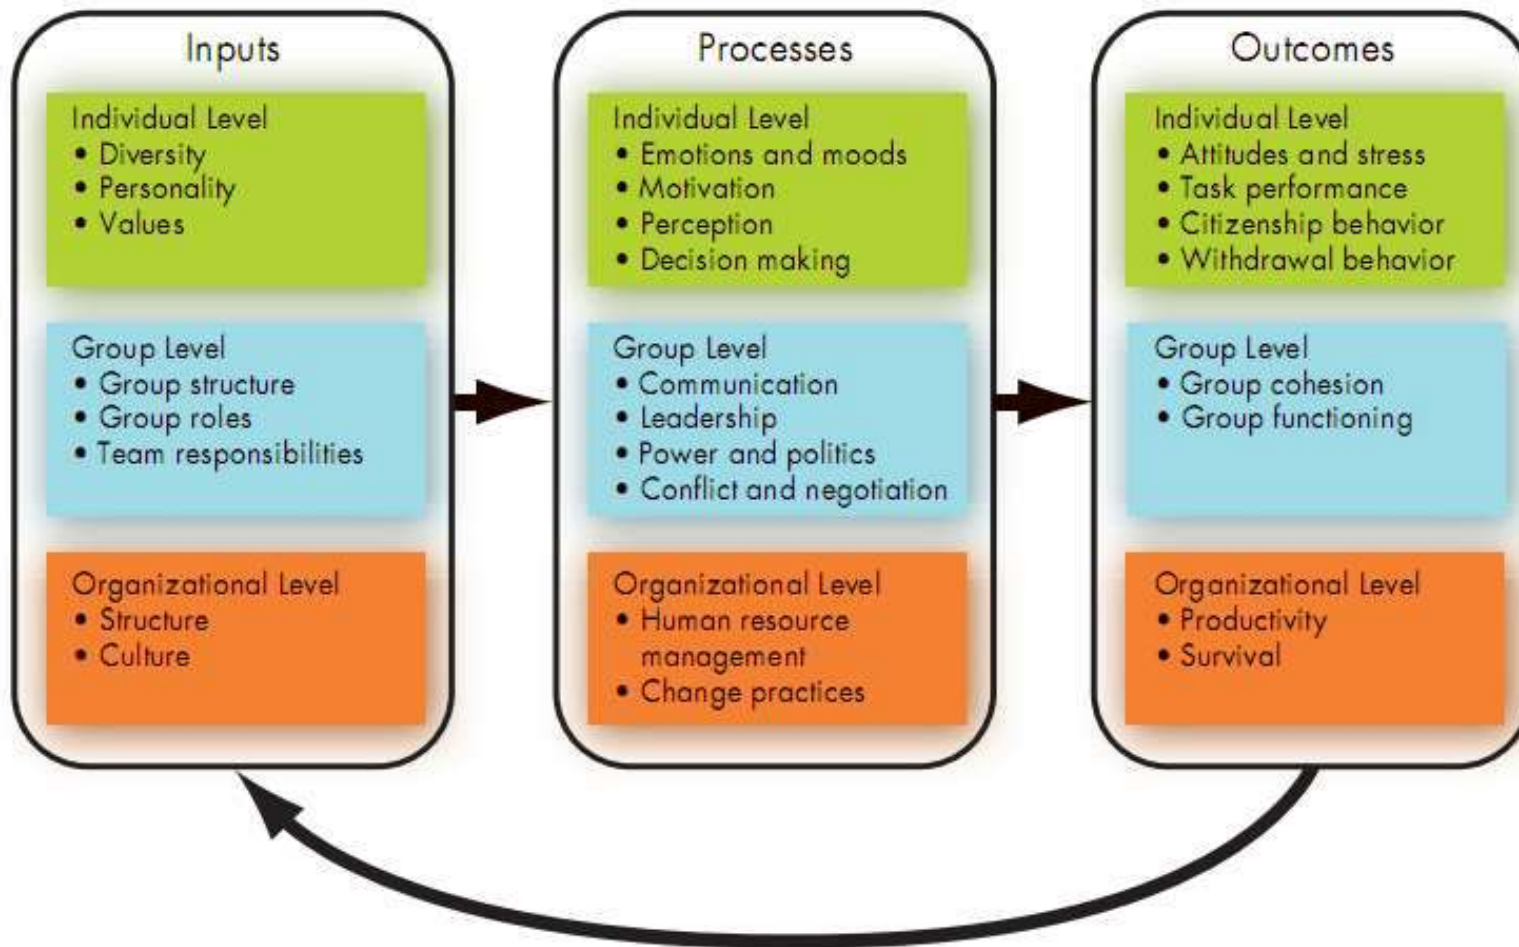 Inputs
Individual Level
• Diversity
• Personality
• Values
Group Level
• Group structure
• Group roles
• Team responsibilities
Organizational Level
• Structure
• Culture
Processes
Individual Level
• Emotions and moods
• Motivation
• Perception
• Decision making
Group Level
• Communication
• Leadership
• Power and politics
• Conflict and negotiation
Organizational Level
• Human resource
management
• Change practices
Outcomes
Individual Level
• Attitudes and stress
• Task performance
• Citizenship behavior
• Withdrawal behavior
Group Level
• Group cohesion
• Group functioning
Organizational Level
• Productivity
• Survival